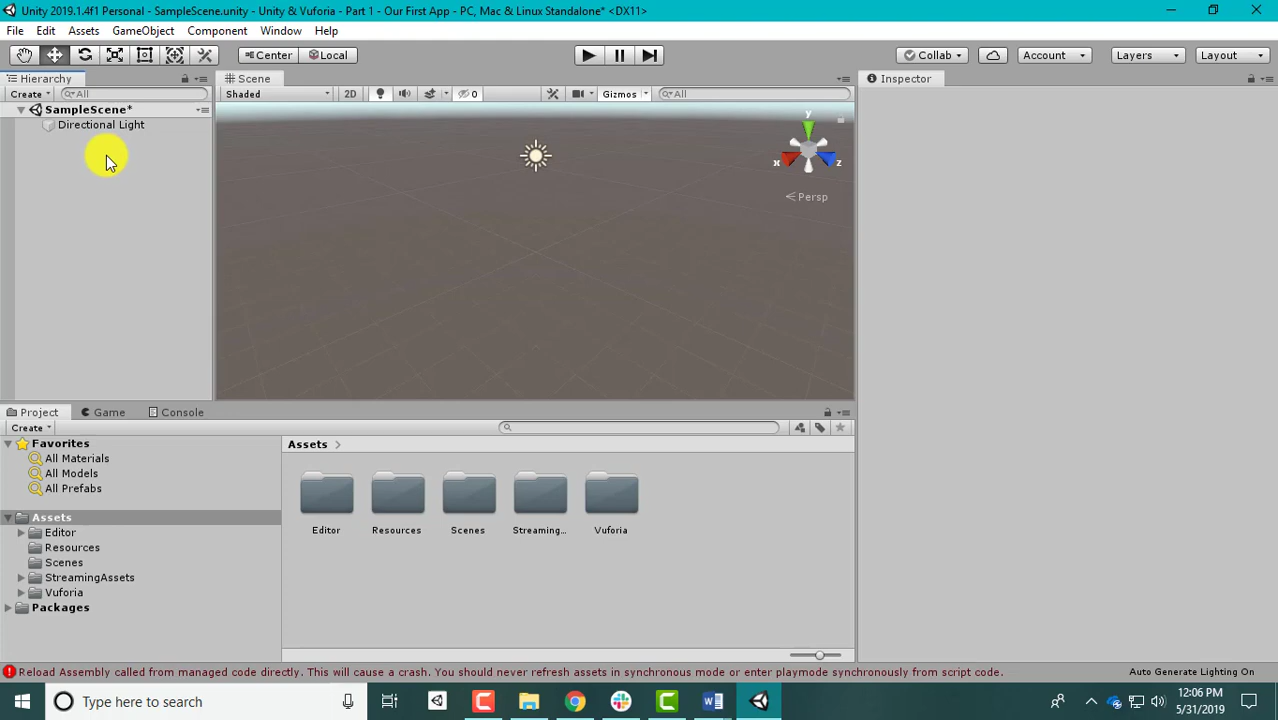 Unity 2019.1.4f1 Personal - SampleScene.unity - Unity & Vuforia - Part 1 - Our First App - PC, Mac & Linux Standalone* <DX11>
File Edit Assets GameObject Component Window Help
Center Local Collab Account Layers Layout
Hierarchy Scene Inspector
Create All Shaded 2D 0 Gizmos All
SampleScene*
Directional Light
y
x z
Persp
Project Game Console
Create
Favorites Assets
All Materials
All Models
All Prefabs
Assets
Editor Resources Scenes Streaming... Vuforia
Editor
Resources
Scenes
StreamingAssets
Vuforia
Packages
Reload Assembly called from managed code directly. This will cause a crash. You should never refresh assets in synchronous mode or enter playmode synchronously from script code. Auto Generate Lighting On
Type here to search
12:06 PM
5/31/2019